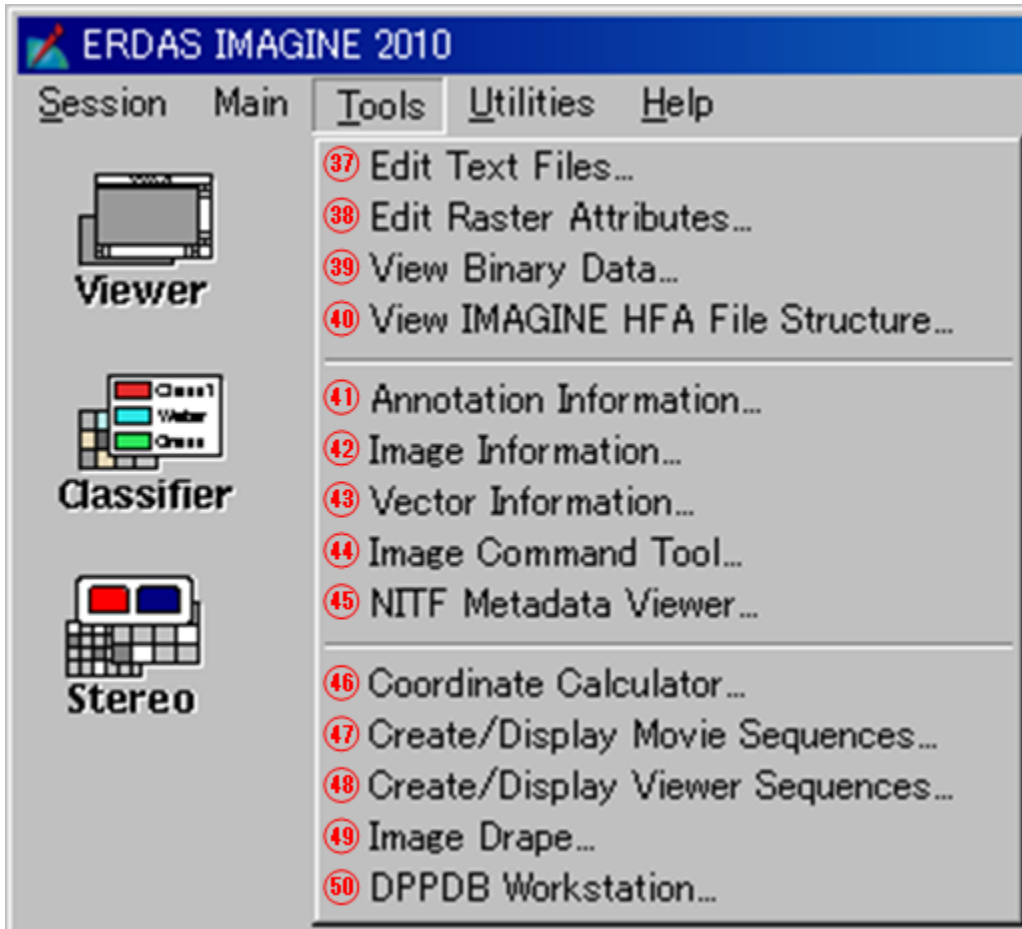 ERDAS IMAGINE 2010
Session Main Tools Utilities Help
Viewer
Class1
Water
Grass
Classifier
Stereo
37 Edit Text Files...
38 Edit Raster Attributes...
39 View Binary Data...
40 View IMAGINE HFA File Structure...
41 Annotation Information...
42 Image Information...
43 Vector Information...
44 Image Command Tool...
45 NITF Metadata Viewer...
46 Coordinate Calculator...
47 Create/Display Movie Sequences...
48 Create/Display Viewer Sequences...
49 Image Drape...
50 DPPDB Workstation...